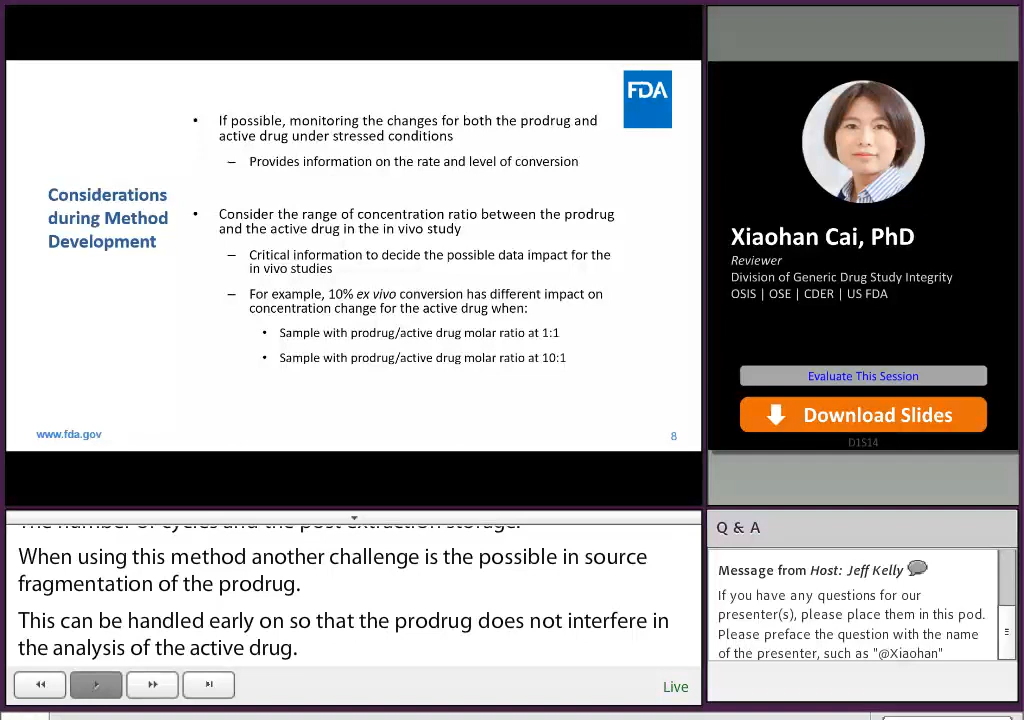 FDA
• If possible, monitoring the changes for both the prodrug and
active drug under stressed conditions
– Provides information on the rate and level of conversion
Considerations
during Method
Development
• Consider the range of concentration ratio between the prodrug
and the active drug in the in vivo study
– Critical information to decide the possible data impact for the
in vivo studies
– For example, 10% ex vivo conversion has different impact on
concentration change for the active drug when:
• Sample with prodrug/active drug molar ratio at 1:1
• Sample with prodrug/active drug molar ratio at 10:1
www.fda.gov
8
Xiaohan Cai, PhD
Reviewer
Division of Generic Drug Study Integrity
OSIS | OSE | CDER | US FDA
Evaluate This Session
Download Slides
D1S14
The number of cycles and the post extraction storage.
When using this method another challenge is the possible in source
fragmentation of the prodrug.
This can be handled early on so that the prodrug does not interfere in
the analysis of the active drug.
Live
Q & A
Message from Host: Jeff Kelly
If you have any questions for our
presenter(s), please place them in this pod.
Please preface the question with the name
of the presenter, such as "@Xiaohan"